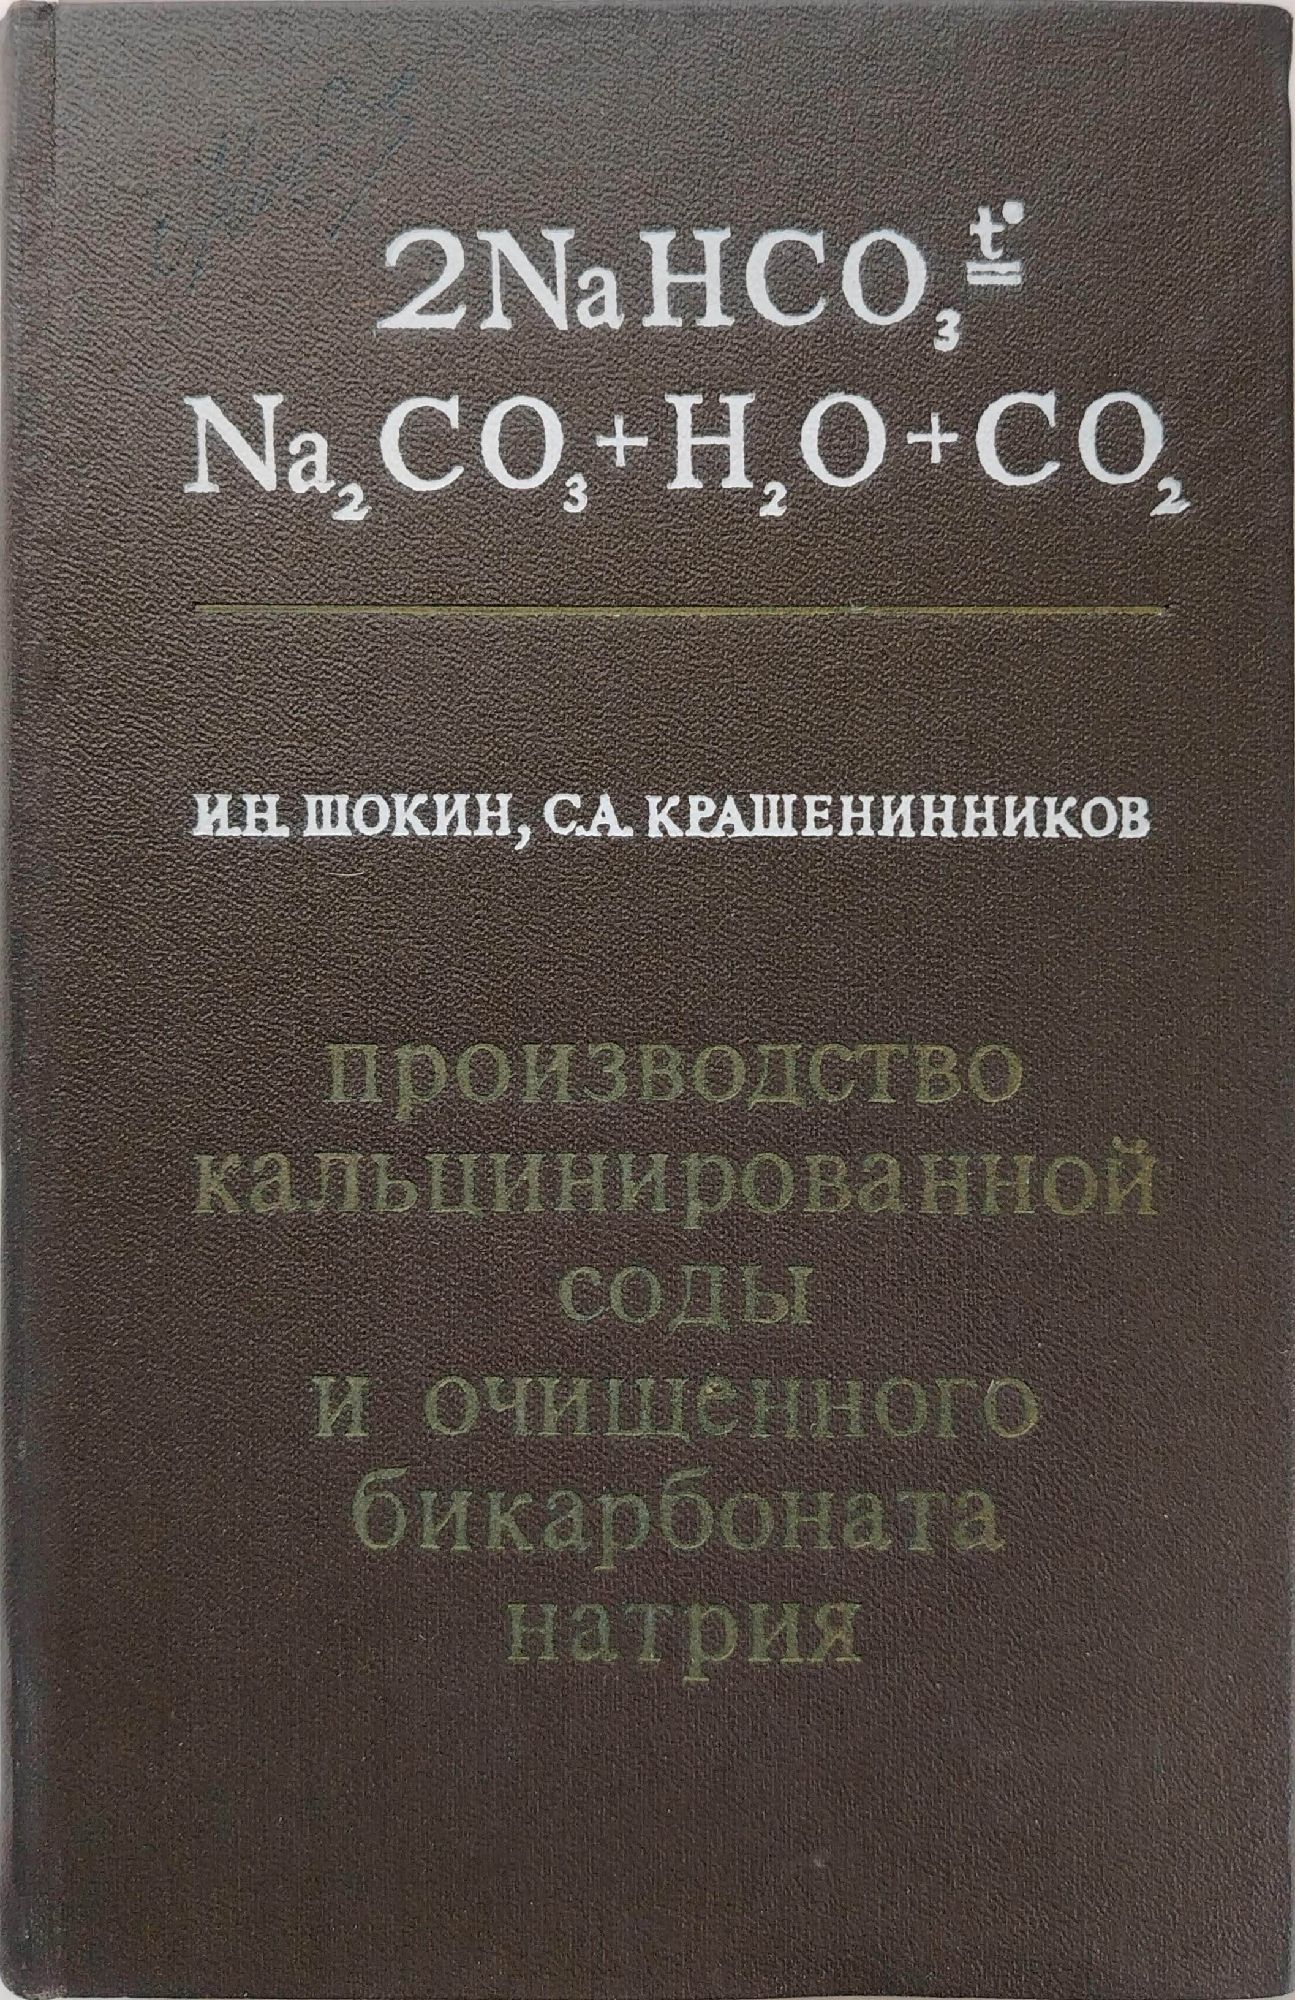 2NaHCO₃ t°=
Na₂CO₃+H₂O+CO₂
И.Н. ШОКИН, С.А. КРАШЕНИННИКОВ
производство
кальцинированной
соды
и очищенного
бикарбоната
натрия